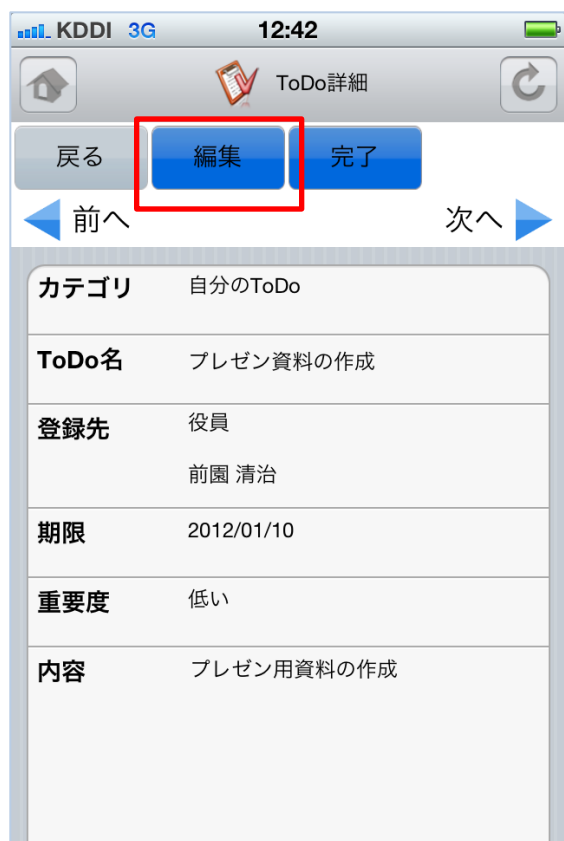 KDDI 3G 12:42
ToDo詳細
戻る 編集 完了
前へ 次へ
カテゴリ 自分のToDo
ToDo名 プレゼン資料の作成
登録先 役員
前園 清治
期限 2012/01/10
重要度 低い
内容 プレゼン用資料の作成